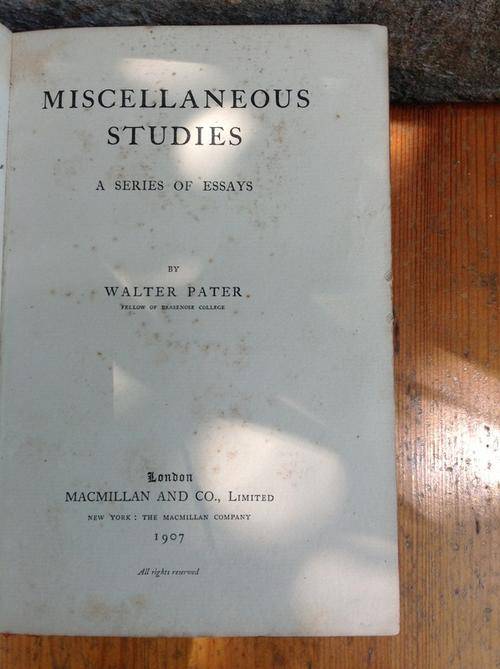 MISCELLANEOUS
STUDIES
A SERIES OF ESSAYS
BY
WALTER PATER
FELLOW OF BRASENOSE COLLEGE
London
MACMILLAN AND CO., LIMITED
NEW YORK: THE MACMILLAN COMPANY
1907
All rights reserved